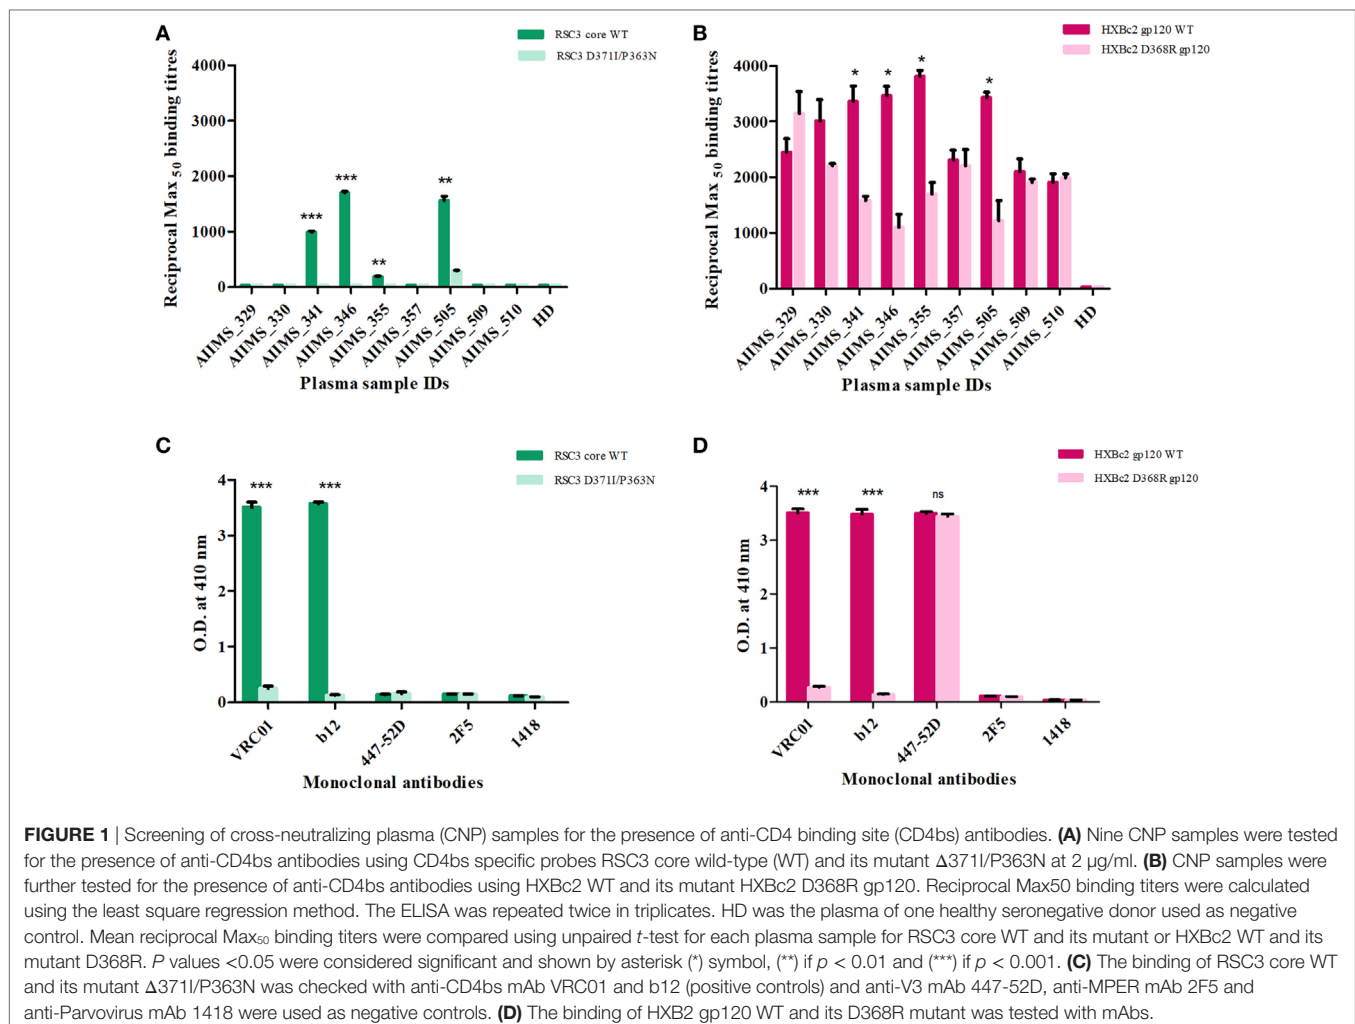 A
RSC3 core WT
RSC3 D371I/P363N
Reciprocal Max 50 binding titres
4000
3000
2000
1000
0
***
***
**
**
AIIMS_329
AIIMS_330
AIIMS_341
AIIMS_346
AIIMS_355
AIIMS_357
AIIMS_505
AIIMS_509
AIIMS_510
HD
Plasma sample IDs
B
HXBc2 gp120 WT
HXBc2 D368R gp120
Reciprocal Max 50 binding titres
4000
3000
2000
1000
0
*
*
*
*
AIIMS_329
AIIMS_330
AIIMS_341
AIIMS_346
AIIMS_355
AIIMS_357
AIIMS_505
AIIMS_509
AIIMS_510
HD
Plasma sample IDs
C
RSC3 core WT
RSC3 D371I/P363N
O.D. at 410 nm
4
3
2
1
0
***
***
VRC01
b12
447-52D
2F5
1418
Monoclonal antibodies
D
HXBc2 gp120 WT
HXBc2 D368R gp120
O.D. at 410 nm
4
3
2
1
0
***
***
ns
VRC01
b12
447-52D
2F5
1418
Monoclonal antibodies
FIGURE 1 | Screening of cross-neutralizing plasma (CNP) samples for the presence of anti-CD4 binding site (CD4bs) antibodies. (A) Nine CNP samples were tested
for the presence of anti-CD4bs antibodies using CD4bs specific probes RSC3 core wild-type (WT) and its mutant Δ371I/P363N at 2 µg/ml. (B) CNP samples were
further tested for the presence of anti-CD4bs antibodies using HXBc2 WT and its mutant HXBc2 D368R gp120. Reciprocal Max50 binding titers were calculated
using the least square regression method. The ELISA was repeated twice in triplicates. HD was the plasma of one healthy seronegative donor used as negative
control. Mean reciprocal Max50 binding titers were compared using unpaired t-test for each plasma sample for RSC3 core WT and its mutant or HXBc2 WT and its
mutant D368R. P values <0.05 were considered significant and shown by asterisk (*) symbol, (**) if p < 0.01 and (***) if p < 0.001. (C) The binding of RSC3 core WT
and its mutant Δ371I/P363N was checked with anti-CD4bs mAb VRC01 and b12 (positive controls) and anti-V3 mAb 447-52D, anti-MPER mAb 2F5 and
anti-Parvovirus mAb 1418 were used as negative controls. (D) The binding of HXB2 gp120 WT and its D368R mutant was tested with mAbs.